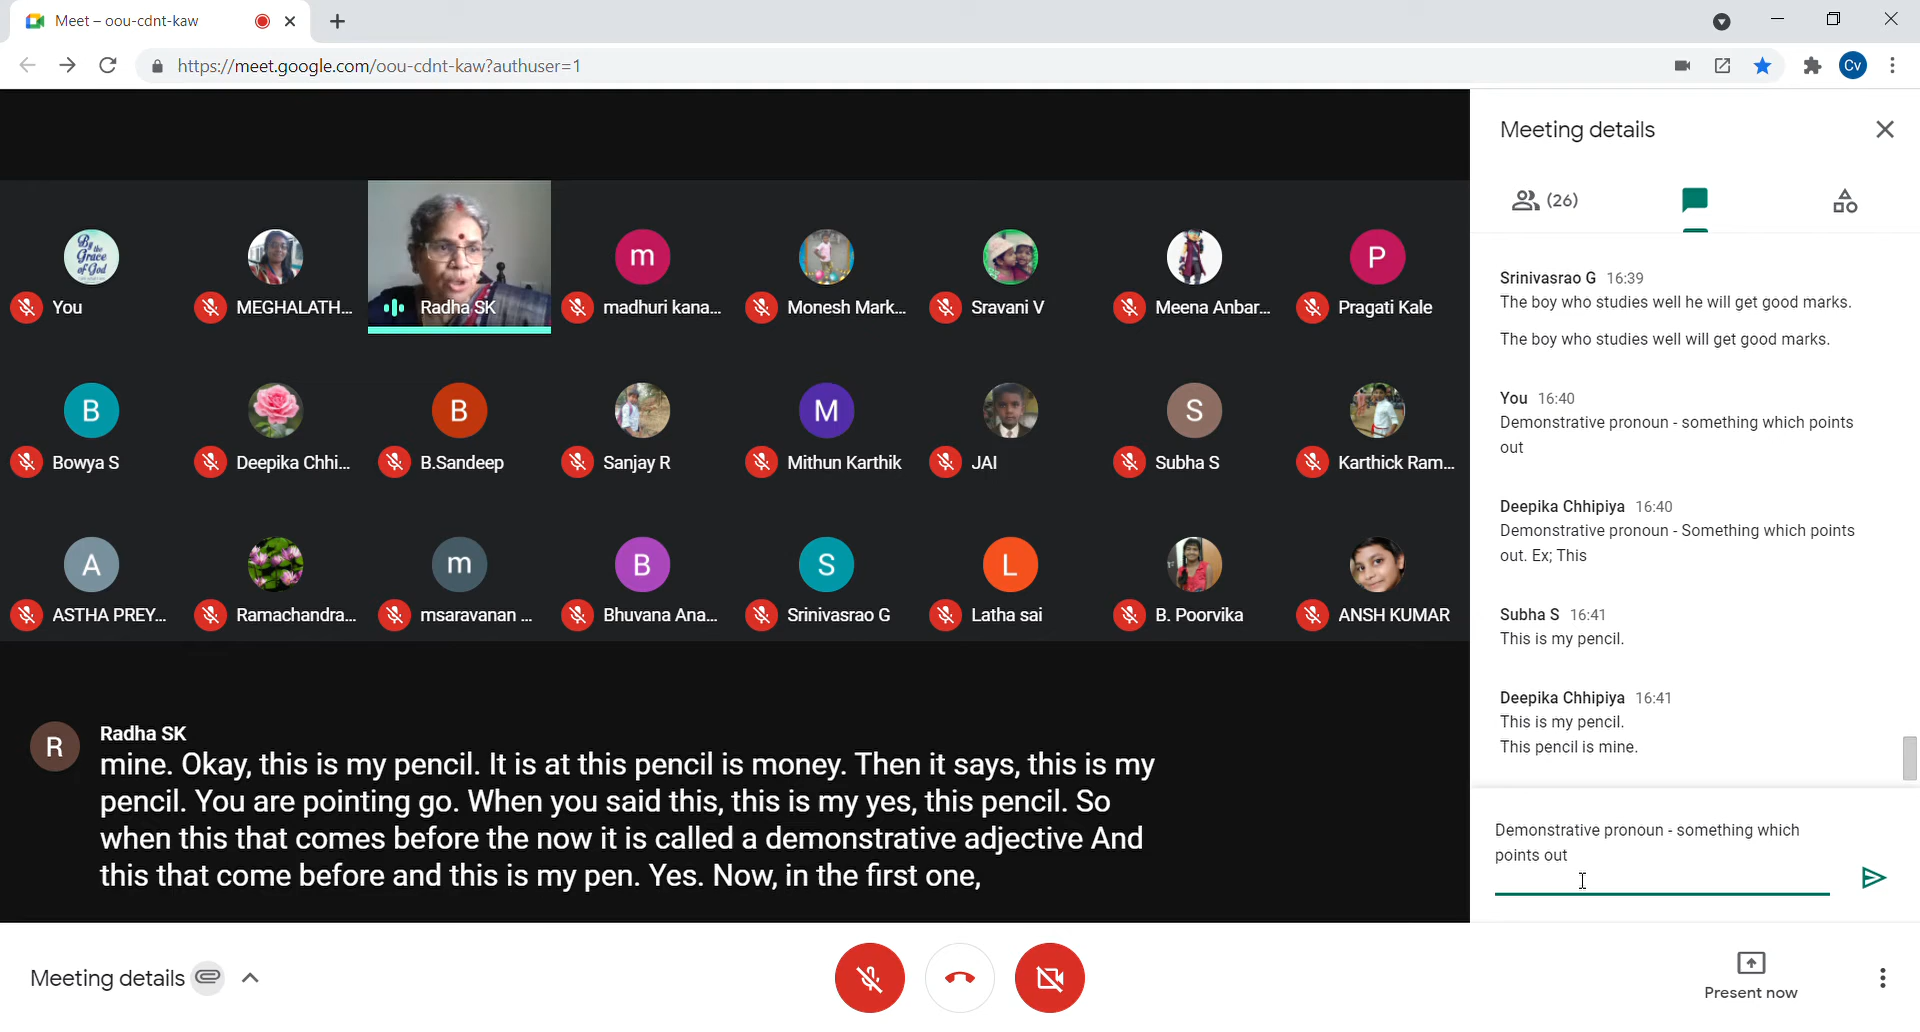 Meet – oou-cdnt-kaw
https://meet.google.com/oou-cdnt-kaw?authuser=1
Cv
Meeting details
(26)
By the
Grace
of God
You
MEGHALATH...
Radha SK
m
madhuri kana...
Monesh Mark...
Sravani V
Meena Anbar...
P
Pragati Kale
B
Bowya S
Deepika Chhi...
B
B.Sandeep
Sanjay R
M
Mithun Karthik
JAI
S
Subha S
Karthick Ram...
A
ASTHA PREY...
Ramachandra...
m
msaravanan ...
B
Bhuvana Ana...
S
Srinivasrao G
L
Latha sai
B. Poorvika
ANSH KUMAR
R
Radha SK
mine. Okay, this is my pencil. It is at this pencil is money. Then it says, this is my
pencil. You are pointing go. When you said this, this is my yes, this pencil. So
when this that comes before the now it is called a demonstrative adjective And
this that come before and this is my pen. Yes. Now, in the first one,
Srinivasrao G 16:39
The boy who studies well he will get good marks.
The boy who studies well will get good marks.
You 16:40
Demonstrative pronoun - something which points
out
Deepika Chhipiya 16:40
Demonstrative pronoun - Something which points
out. Ex; This
Subha S 16:41
This is my pencil.
Deepika Chhipiya 16:41
This is my pencil.
This pencil is mine.
Demonstrative pronoun - something which
points out
Meeting details
Present now